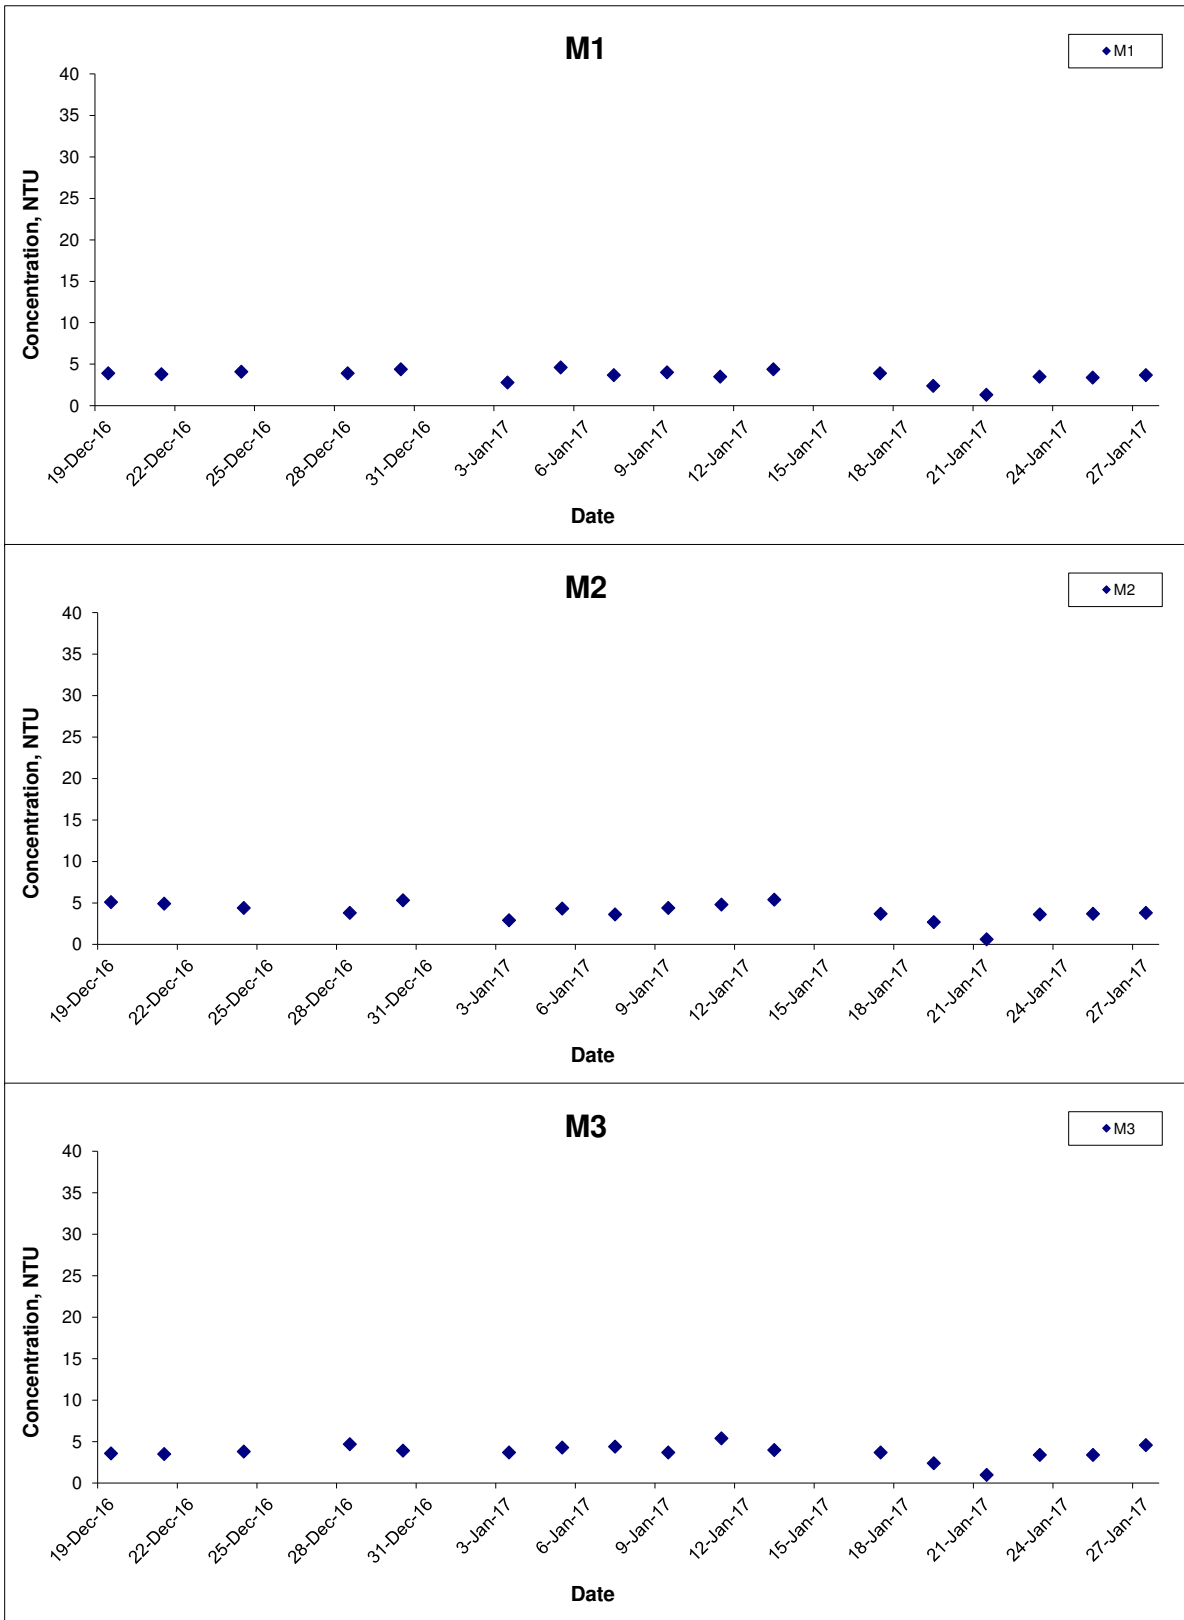 M1
M1
40
35
30
25
20
15
10
5
0
Concentration, NTU
19-Dec-16
22-Dec-16
25-Dec-16
28-Dec-16
31-Dec-16
3-Jan-17
6-Jan-17
9-Jan-17
12-Jan-17
15-Jan-17
18-Jan-17
21-Jan-17
24-Jan-17
27-Jan-17
Date
M2
M2
40
35
30
25
20
15
10
5
0
Concentration, NTU
19-Dec-16
22-Dec-16
25-Dec-16
28-Dec-16
31-Dec-16
3-Jan-17
6-Jan-17
9-Jan-17
12-Jan-17
15-Jan-17
18-Jan-17
21-Jan-17
24-Jan-17
27-Jan-17
Date
M3
M3
40
35
30
25
20
15
10
5
0
Concentration, NTU
19-Dec-16
22-Dec-16
25-Dec-16
28-Dec-16
31-Dec-16
3-Jan-17
6-Jan-17
9-Jan-17
12-Jan-17
15-Jan-17
18-Jan-17
21-Jan-17
24-Jan-17
27-Jan-17
Date